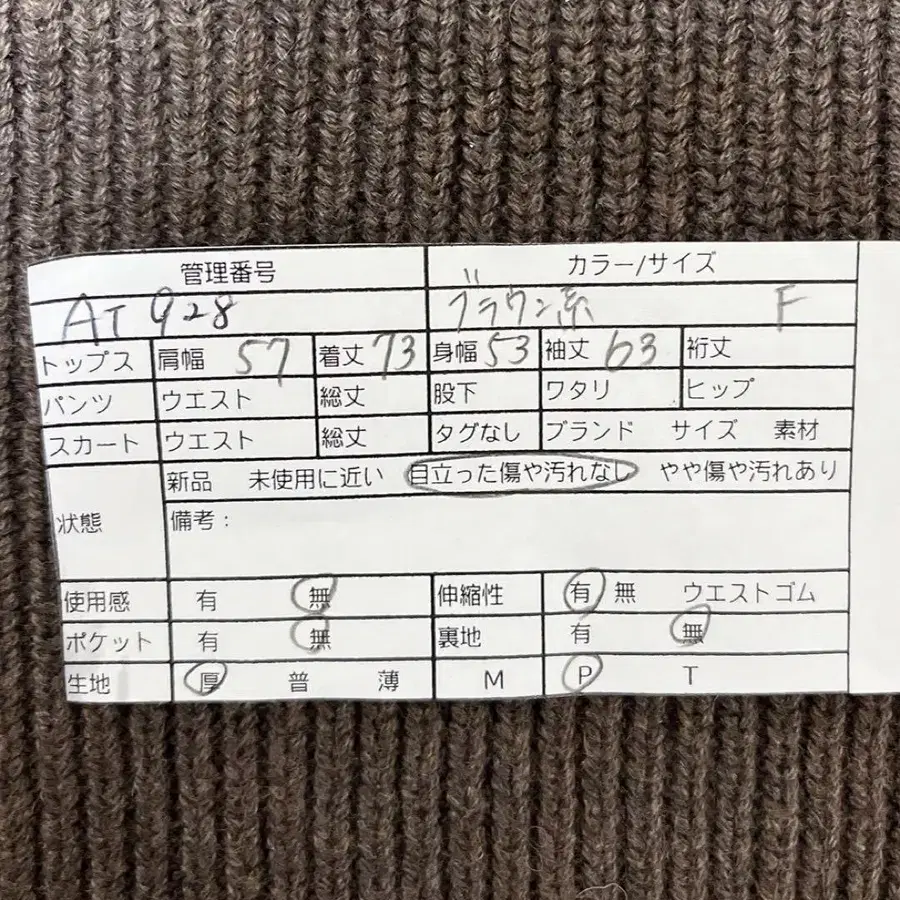 管理番号 カラー/サイズ
AT 928 ブラウン系 F
トップス 肩幅 57 着丈 73 身幅 53 袖丈 63 裄丈
パンツ ウエスト 総丈 股下 ワタリ ヒップ
スカート ウエスト 総丈 タグなし ブランド サイズ 素材
新品 未使用に近い 目立った傷や汚れなし やや傷や汚れあり
状態 備考：
使用感 有 無 伸縮性 有 無 ウエストゴム
ポケット 有 無 裏地 有 無
生地 厚 普 薄 M P T